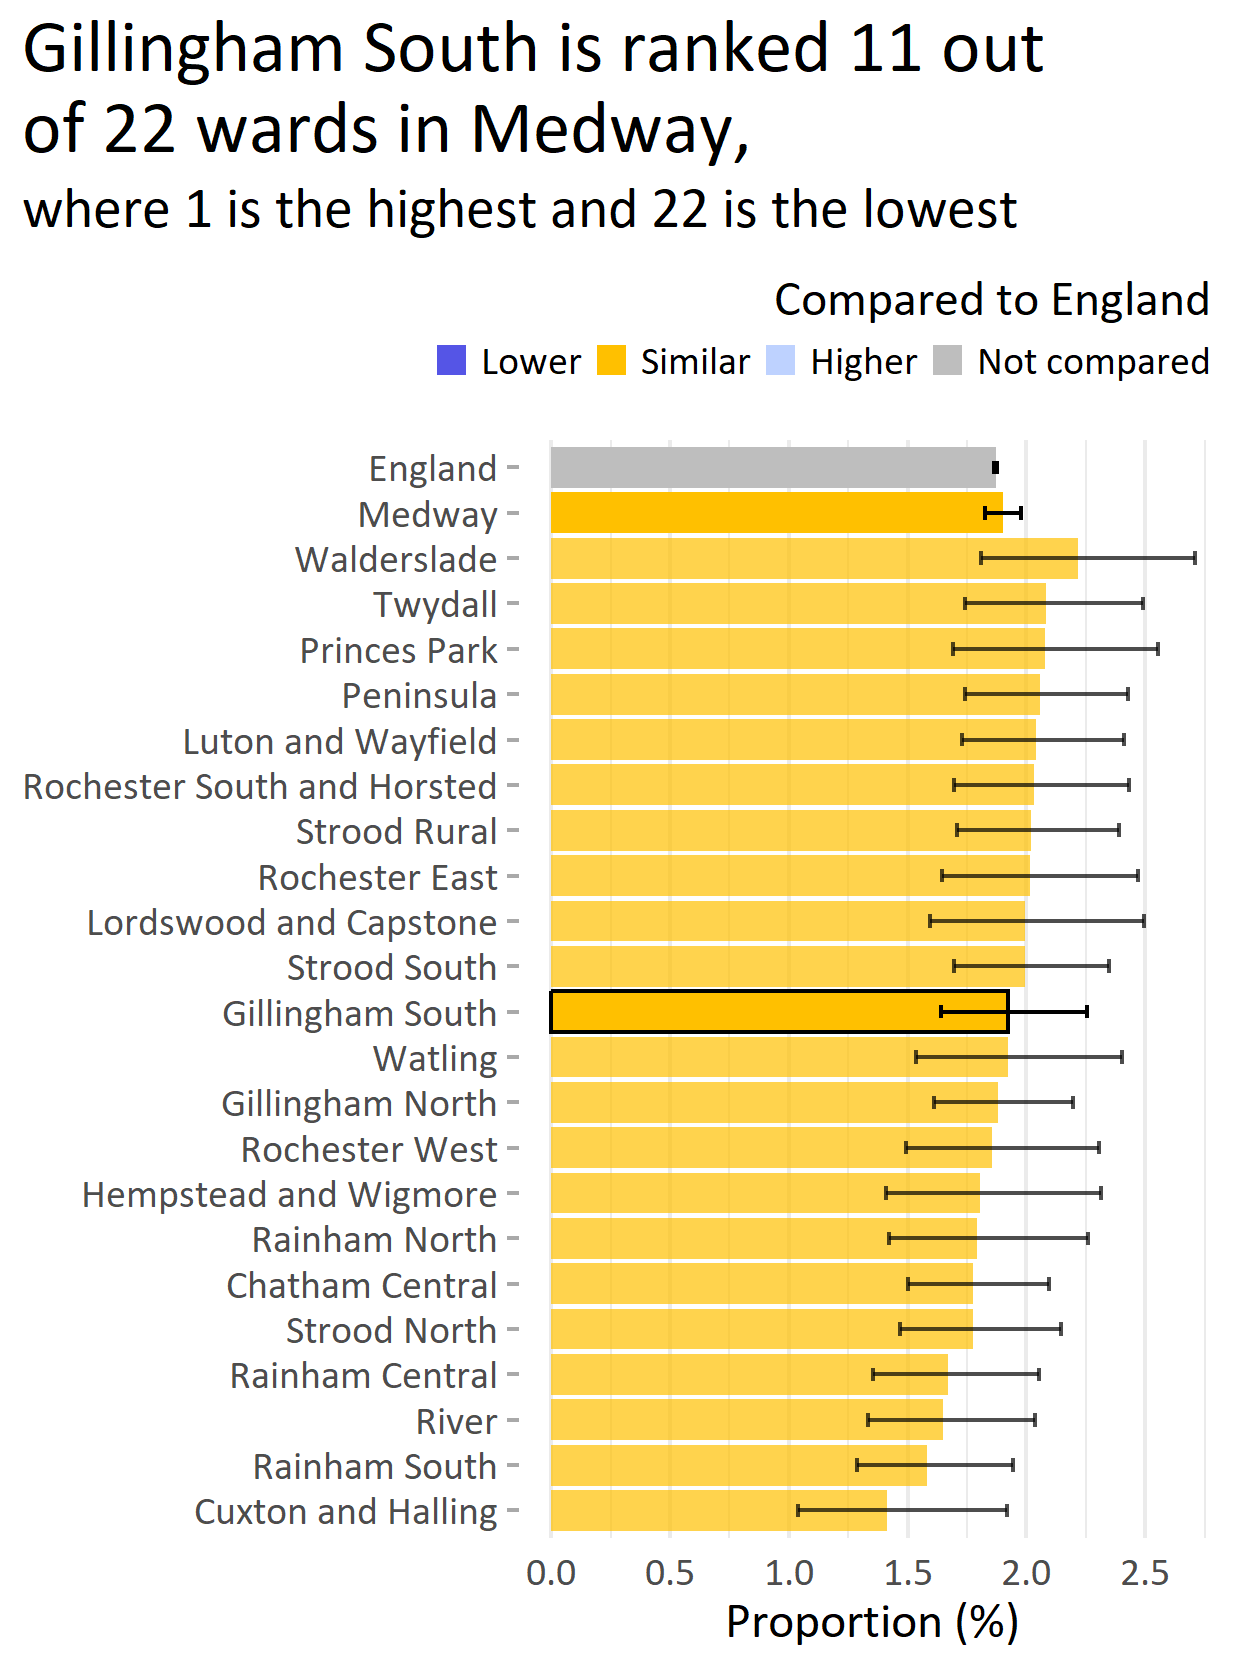 Gillingham South is ranked 11 out
of 22 wards in Medway,
where 1 is the highest and 22 is the lowest
Compared to England
Lower Similar Higher Not compared
England
Medway
Walderslade
Twydall
Princes Park
Peninsula
Luton and Wayfield
Rochester South and Horsted
Strood Rural
Rochester East
Lordswood and Capstone
Strood South
Gillingham South
Watling
Gillingham North
Rochester West
Hempstead and Wigmore
Rainham North
Chatham Central
Strood North
Rainham Central
River
Rainham South
Cuxton and Halling
0.0 0.5 1.0 1.5 2.0 2.5
Proportion (%)